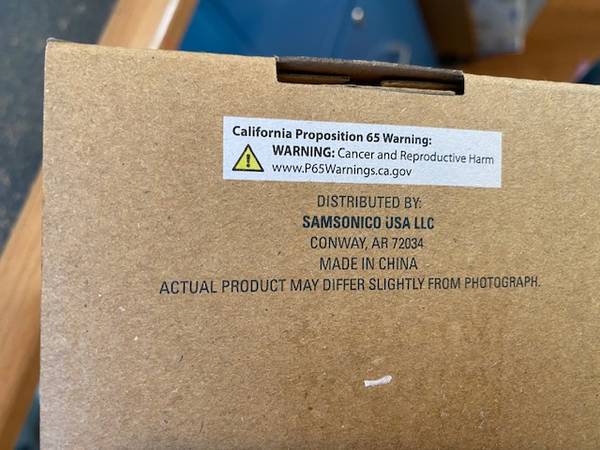 California Proposition 65 Warning:
WARNING: Cancer and Reproductive Harm
www.P65Warnings.ca.gov
DISTRIBUTED BY:
SAMSONICO USA LLC
CONWAY, AR 72034
MADE IN CHINA
ACTUAL PRODUCT MAY DIFFER SLIGHTLY FROM PHOTOGRAPH.